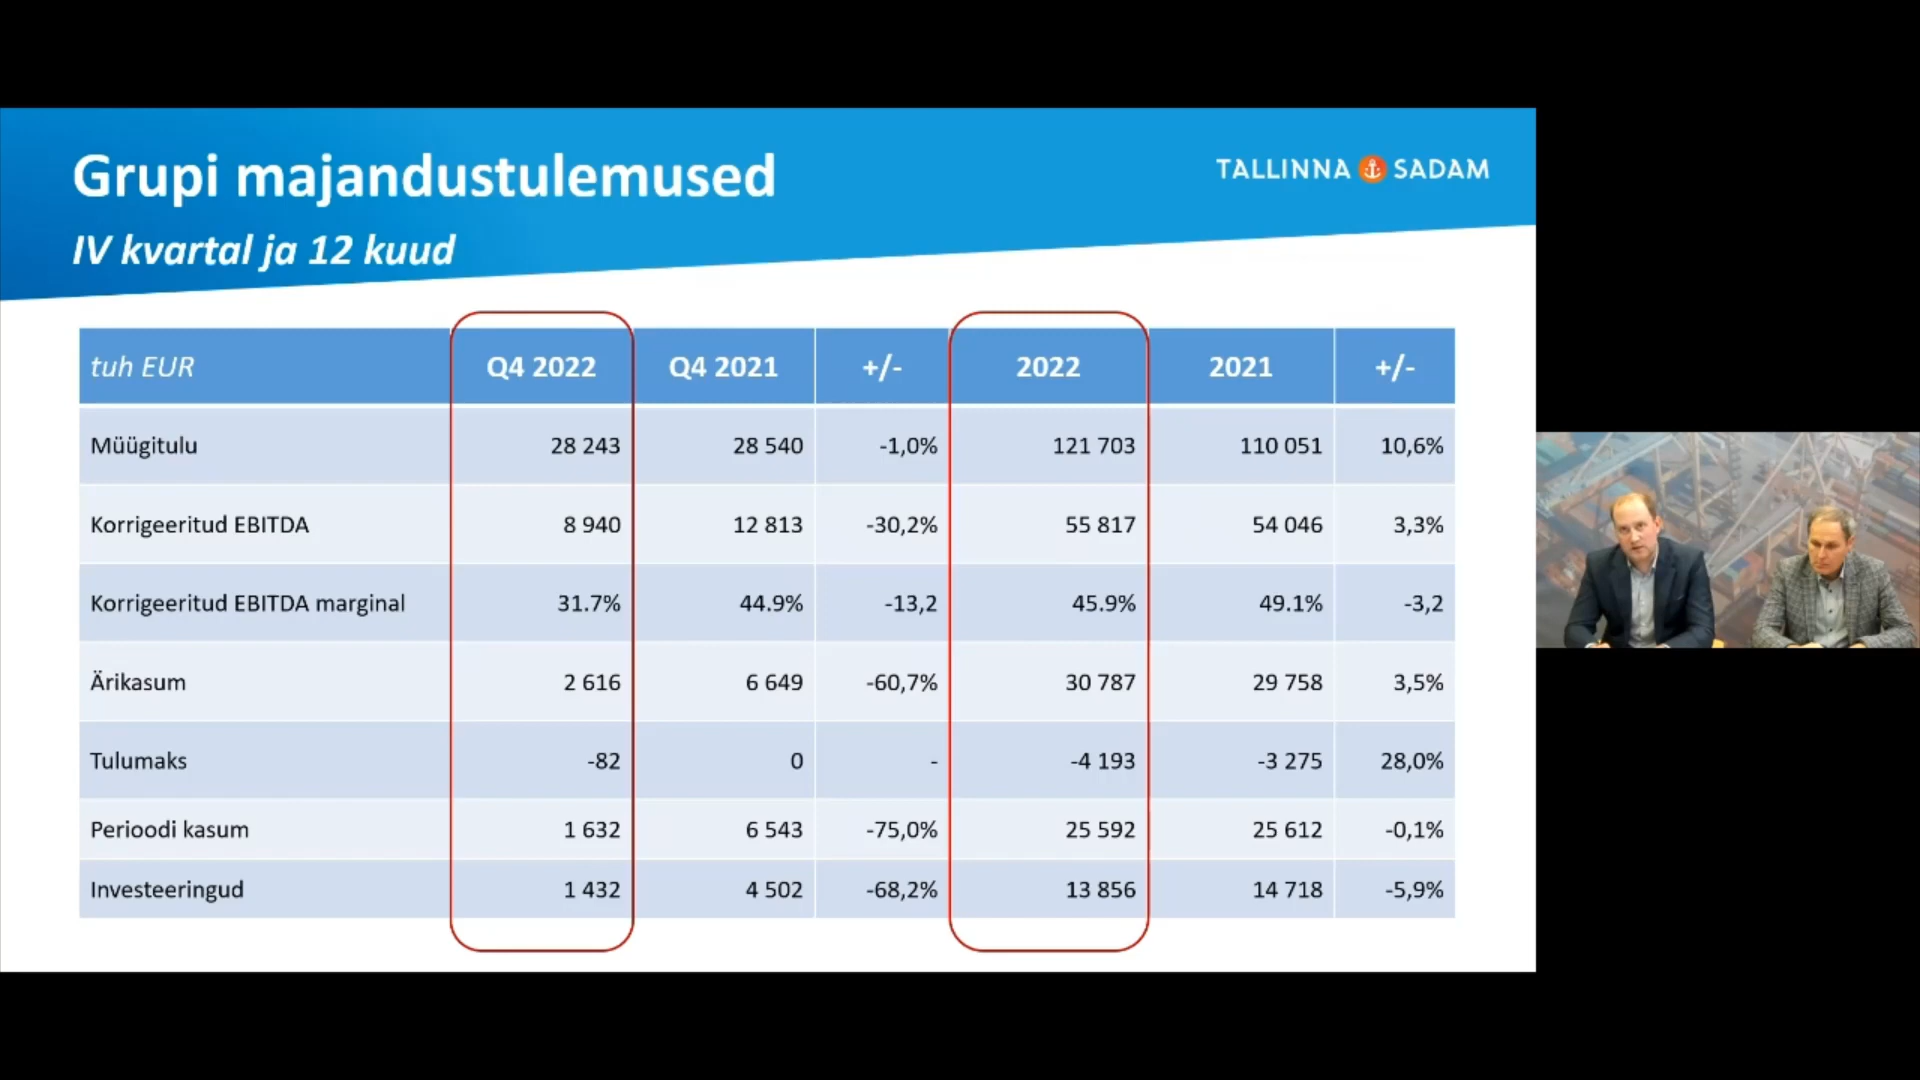 Grupi majandustulemused
TALLINNA SADAM
IV kvartal ja 12 kuud
tuh EUR Q4 2022 Q4 2021 +/- 2022 2021 +/-
Müügitulu 28 243 28 540 -1,0% 121 703 110 051 10,6%
Korrigeeritud EBITDA 8 940 12 813 -30,2% 55 817 54 046 3,3%
Korrigeeritud EBITDA marginal 31.7% 44.9% -13,2 45.9% 49.1% -3,2
Ärikasum 2 616 6 649 -60,7% 30 787 29 758 3,5%
Tulumaks -82 0 - -4 193 -3 275 28,0%
Perioodi kasum 1 632 6 543 -75,0% 25 592 25 612 -0,1%
Investeeringud 1 432 4 502 -68,2% 13 856 14 718 -5,9%